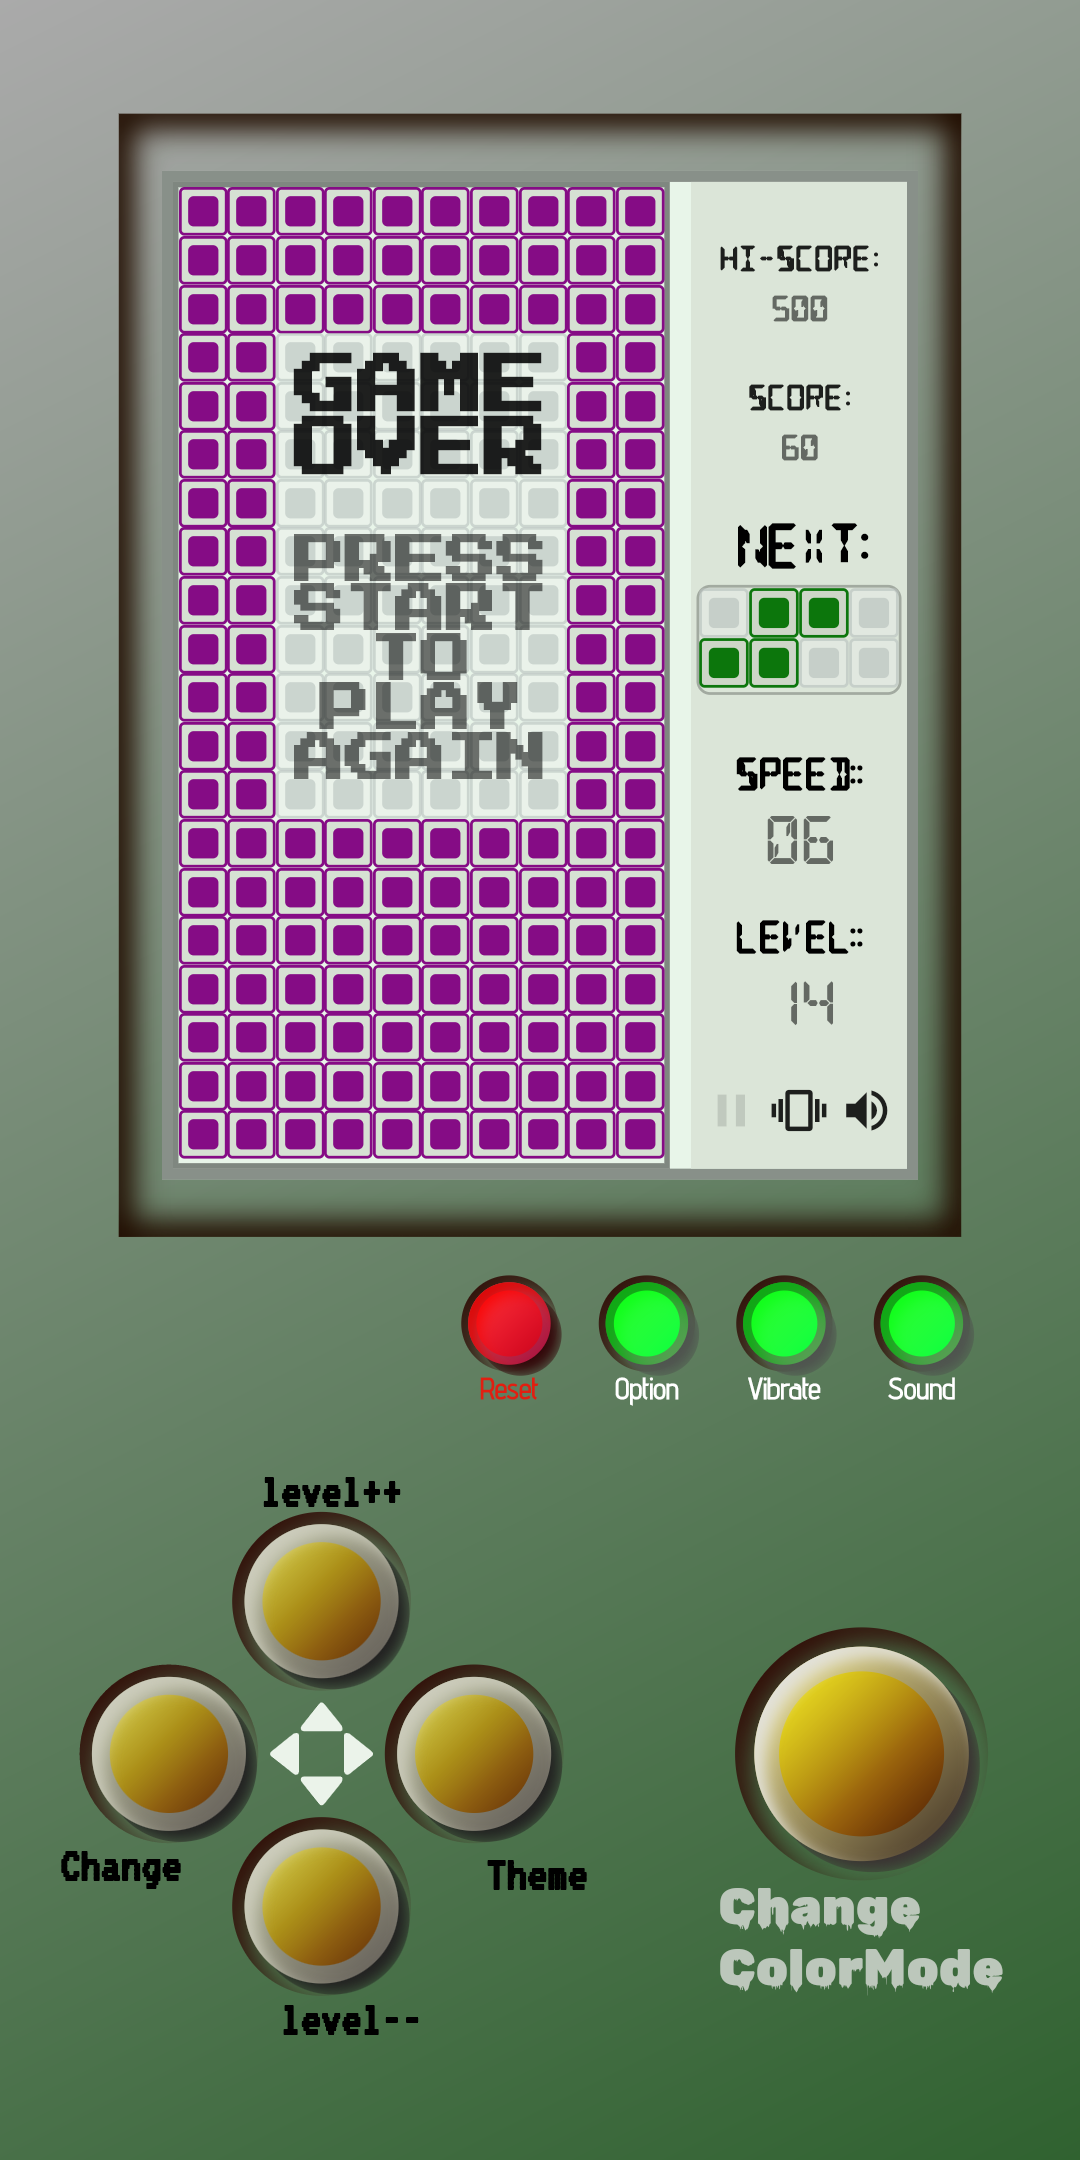 GAME
OVER
PRESS
START
TO
PLAY
AGAIN
HI-SCORE:
500
SCORE:
60
NEXT:
SPEED::
06
LEVEL::
14
Reset
Option
Vibrate
Sound
level++
Change
Theme
level--
Change
ColorMode